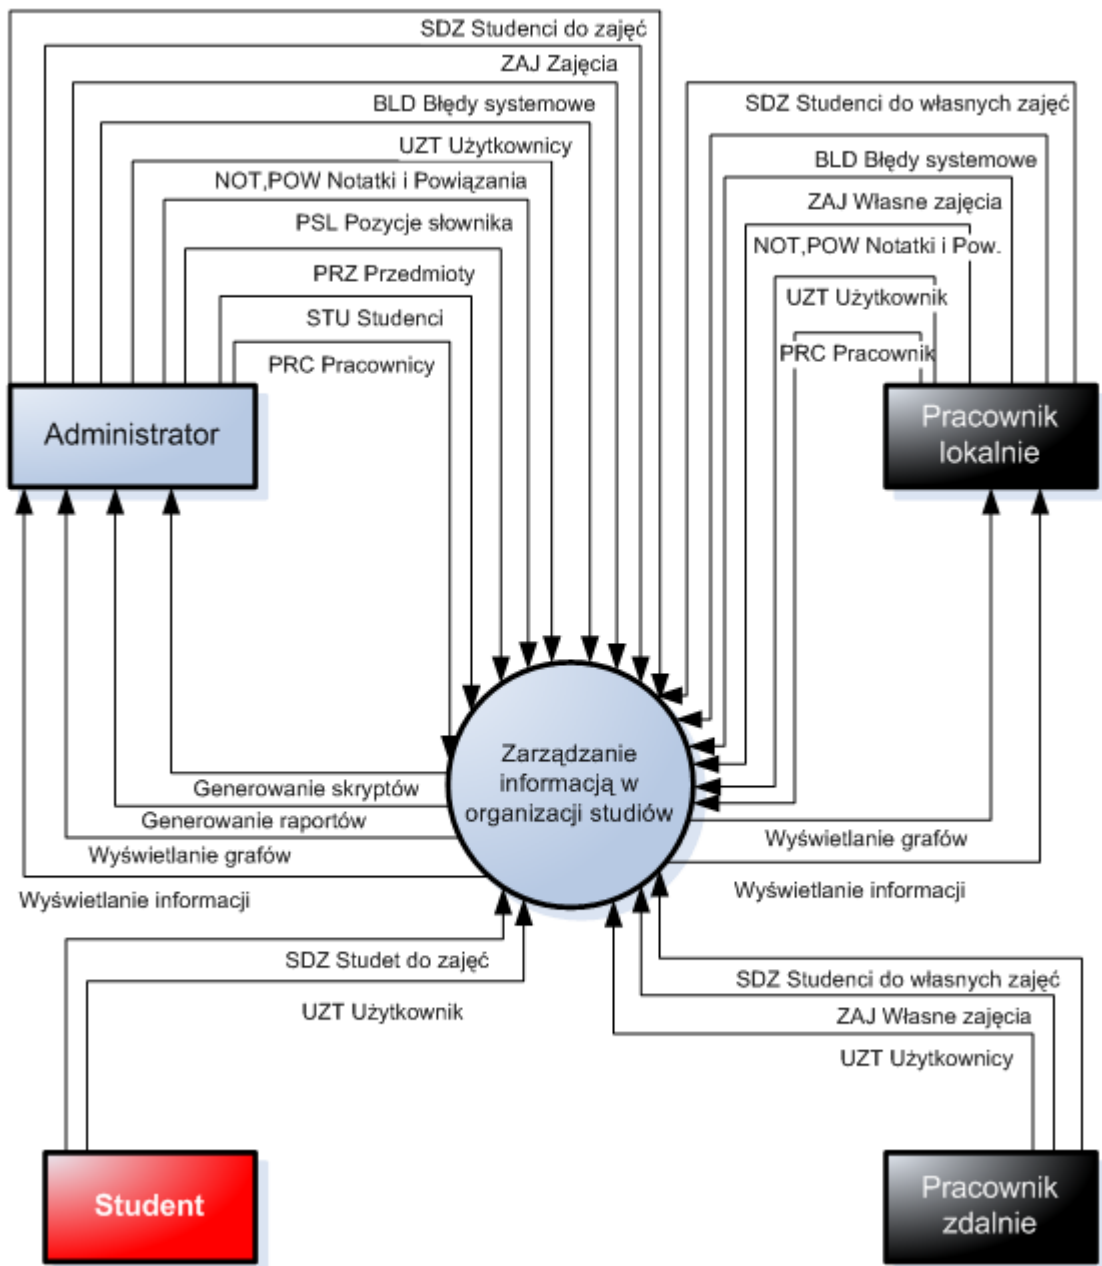 SDZ Studenci do zajęć
ZAJ Zajęcia
BLD Błędy systemowe
UZT Użytkownicy
NOT,POW Notatki i Powiązania
PSL Pozycje słownika
PRZ Przedmioty
STU Studenci
PRC Pracownicy
SDZ Studenci do własnych zajęć
BLD Błędy systemowe
ZAJ Własne zajęcia
NOT,POW Notatki i Pow.
UZT Użytkownik
PRC Pracownik
Administrator
Pracownik
lokalnie
Zarządzanie
informacją w
organizacji studiów
Generowanie skryptów
Generowanie raportów
Wyświetlanie grafów
Wyświetlanie informacji
Wyświetlanie grafów
Wyświetlanie informacji
SDZ Studet do zajęć
UZT Użytkownik
SDZ Studenci do własnych zajęć
ZAJ Własne zajęcia
UZT Użytkownicy
Student
Pracownik
zdalnie